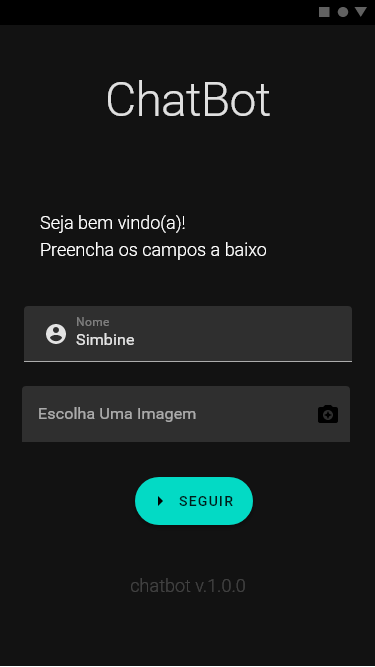 ChatBot
Seja bem vindo(a)!
Preencha os campos a baixo
Nome
Simbine
Escolha Uma Imagem
SEGUIR
chatbot v.1.0.0